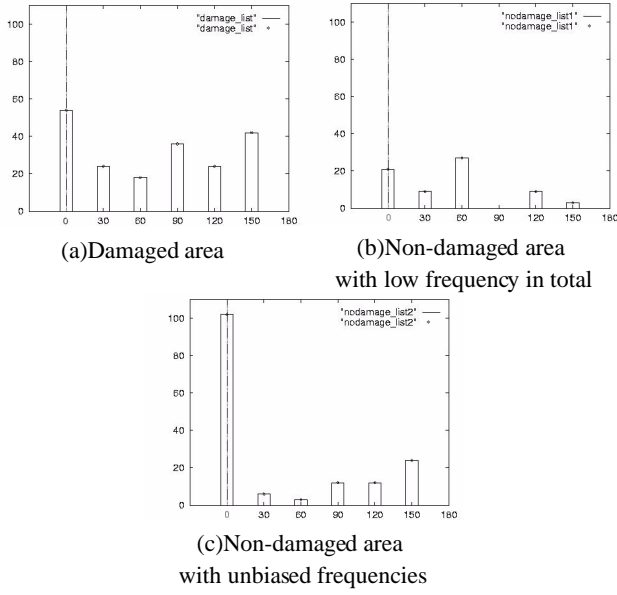 100
80
60
40
20
0
"damage_list"
"damage_list"
0 30 60 90 120 150 180
(a)Damaged area
100
80
60
40
20
0
"nodamage_list1"
"nodamage_list1"
0 30 60 90 120 150 180
(b)Non-damaged area
with low frequency in total
100
80
60
40
20
0
"nodamage_list2"
"nodamage_list2"
0 30 60 90 120 150 180
(c)Non-damaged area
with unbiased frequencies